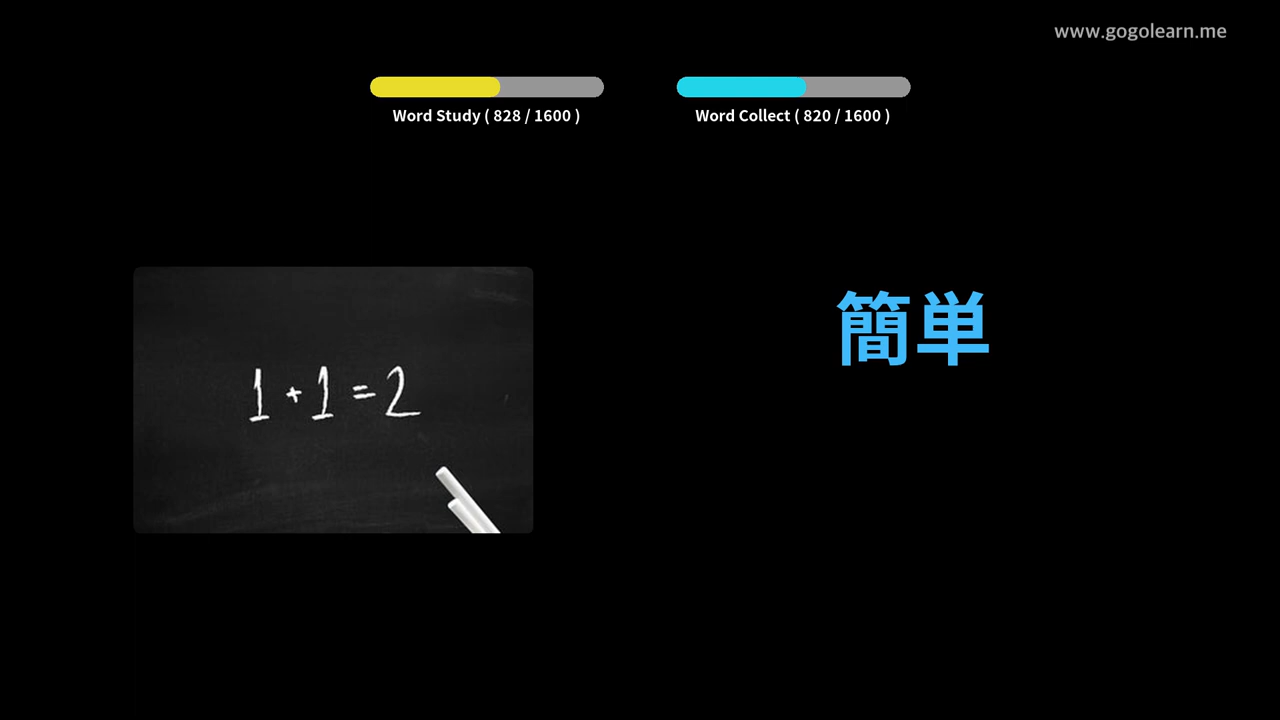 www.gogolearn.me
Word Study ( 828 / 1600 )
Word Collect ( 820 / 1600 )
簡単
1 + 1 = 2